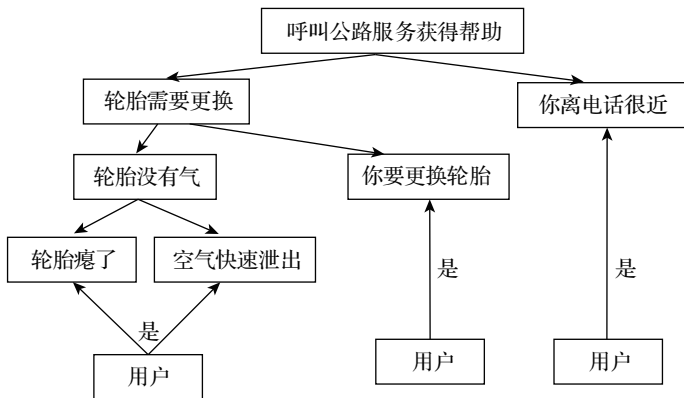 呼叫公路服务获得帮助
轮胎需要更换
你离电话很近
轮胎没有气
你要更换轮胎
轮胎瘪了
空气快速泄出
是
是
是
用户
用户
用户